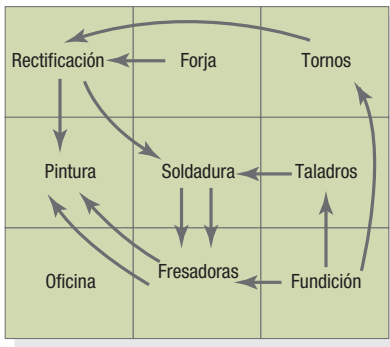 Rectificación Forja Tornos
Pintura Soldadura Taladros
Oficina Fresadoras Fundición